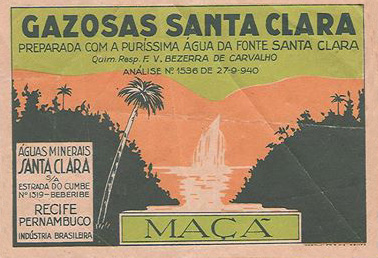 GAZOSAS SANTA CLARA
PREPARADA COM A PURÍSSIMA ÁGUA DA FONTE SANTA CLARA
Quim. Resp. F. V. BEZERRA DE CARVALHO
ANÁLISE Nº 1536 DE 27-9-940
ÁGUAS MINERAIS
SANTA CLARA
S/A
ESTRADA DO CUMBE
Nº 1319-BEBERIBE
RECIFE
PERNAMBUCO
INDÚSTRIA BRASILEIRA
MAÇÃ